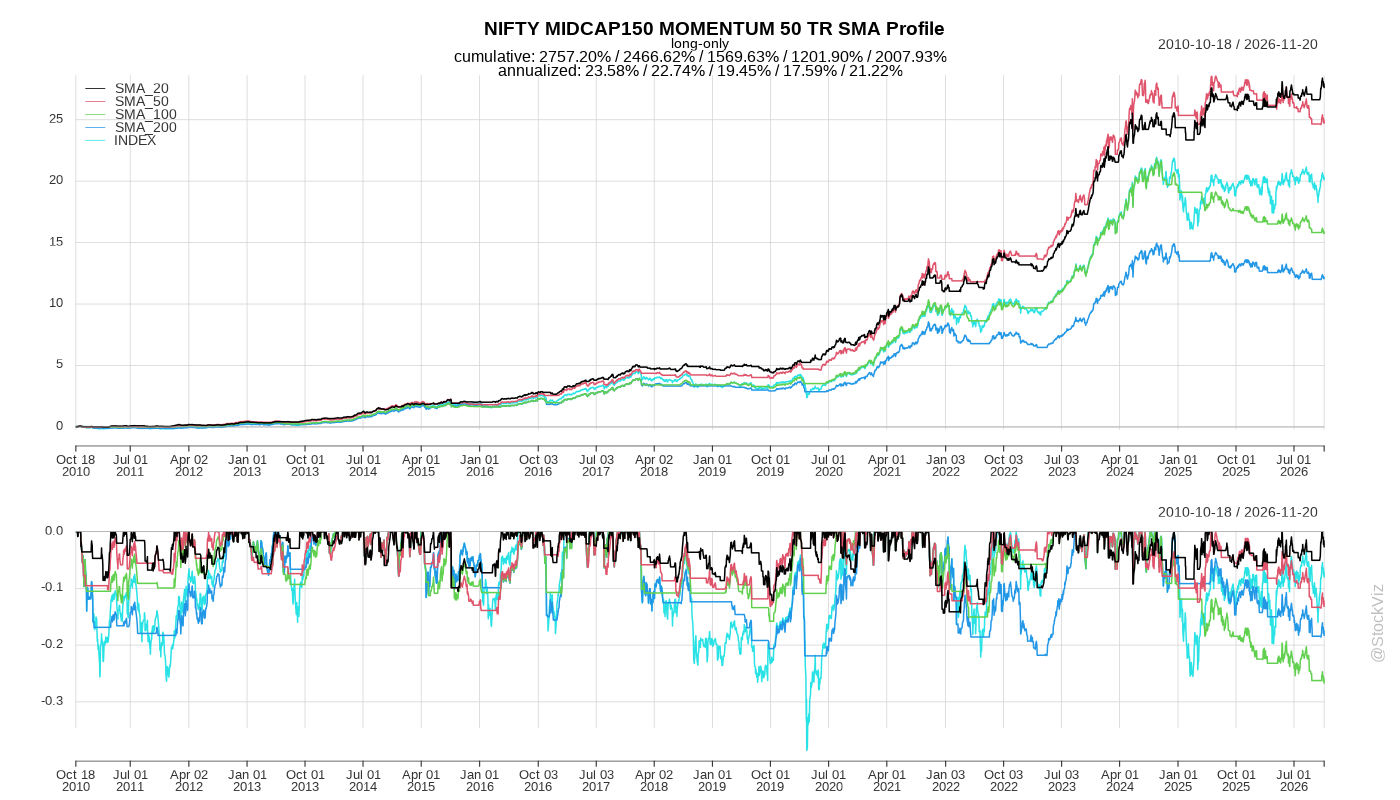 NIFTY MIDCAP150 MOMENTUM 50 TR SMA Profile
long-only
cumulative: 2757.20% / 2466.62% / 1569.63% / 1201.90% / 2007.93%
annualized: 23.58% / 22.74% / 19.45% / 17.59% / 21.22%
2010-10-18 / 2026-11-20
SMA_20
SMA_50
SMA_100
SMA_200
INDEX
25
20
15
10
5
0
Oct 18 Jul 01 Apr 02 Jan 01 Oct 01 Jul 01 Apr 01 Jan 01 Oct 03 Jul 03 Apr 02 Jan 01 Oct 01 Jul 01 Apr 01 Jan 03 Oct 03 Jul 03 Apr 01 Jan 01 Oct 01 Jul 01
2010 2011 2012 2013 2013 2014 2015 2016 2016 2017 2018 2019 2019 2020 2021 2022 2022 2023 2024 2025 2025 2026
2010-10-18 / 2026-11-20
0.0
-0.1
-0.2
-0.3
Oct 18 Jul 01 Apr 02 Jan 01 Oct 01 Jul 01 Apr 01 Jan 01 Oct 03 Jul 03 Apr 02 Jan 01 Oct 01 Jul 01 Apr 01 Jan 03 Oct 03 Jul 03 Apr 01 Jan 01 Oct 01 Jul 01
2010 2011 2012 2013 2013 2014 2015 2016 2016 2017 2018 2019 2019 2020 2021 2022 2022 2023 2024 2025 2025 2026
@StockViz